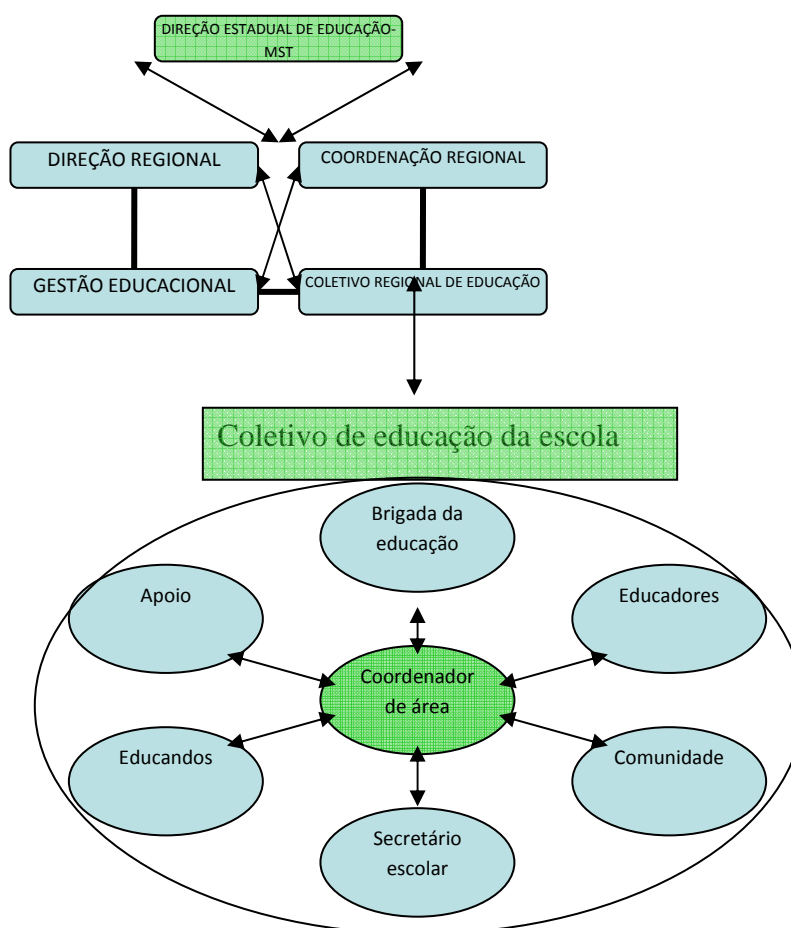 DIREÇÃO ESTADUAL DE EDUCAÇÃO-
MST
DIREÇÃO REGIONAL
COORDENAÇÃO REGIONAL
GESTÃO EDUCACIONAL
COLETIVO REGIONAL DE EDUCAÇÃO
Coletivo de educação da escola
Brigada da
educação
Apoio
Educadores
Coordenador
de área
Educandos
Comunidade
Secretário
escolar